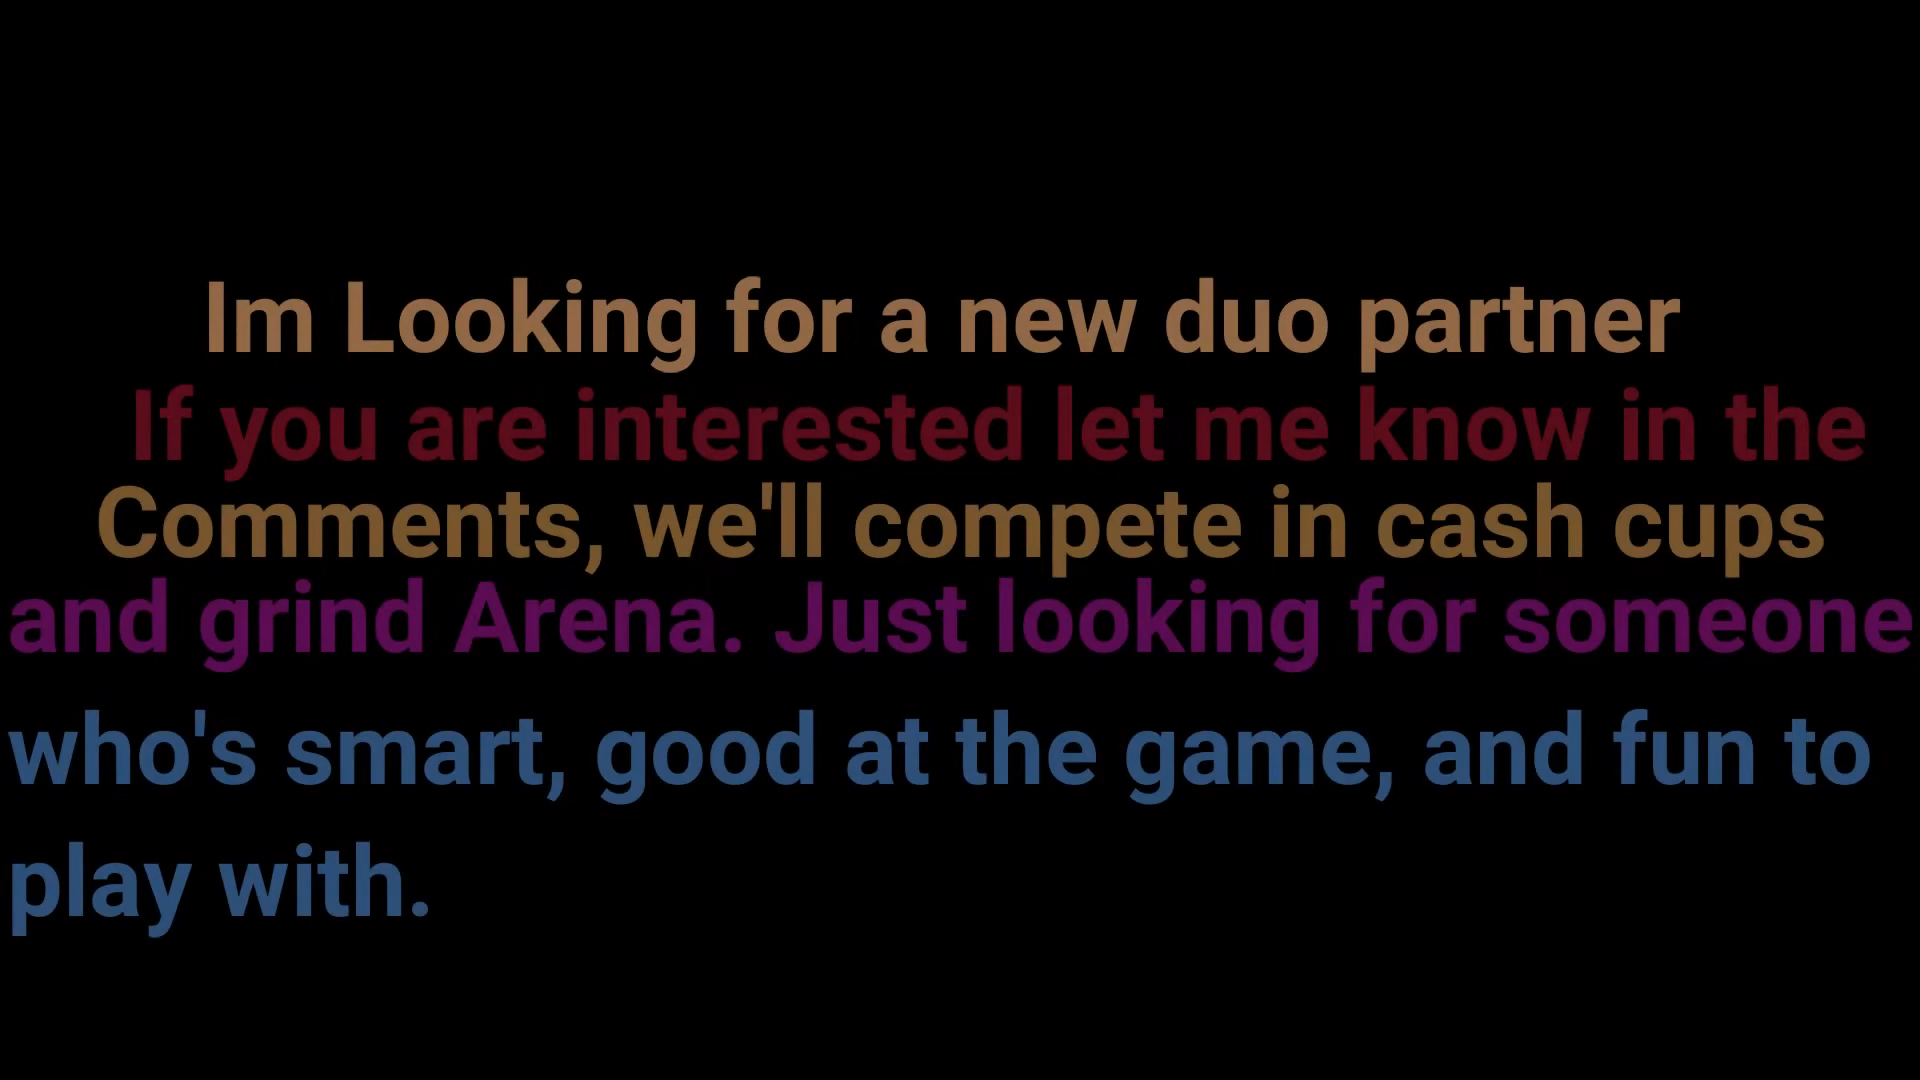 Im Looking for a new duo partner
If you are interested let me know in the
Comments, we'll compete in cash cups
and grind Arena. Just looking for someone
who's smart, good at the game, and fun to
play with.